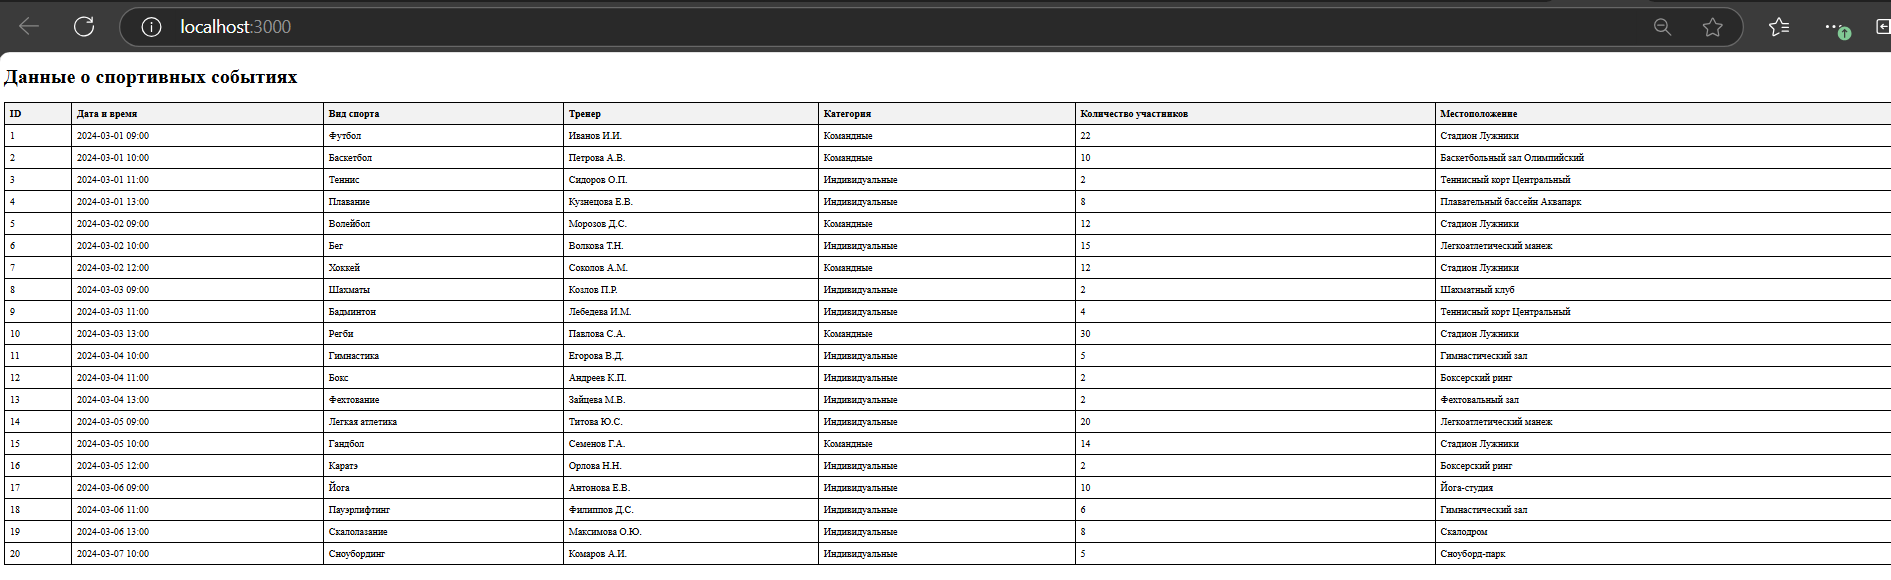 localhost:3000
Данные о спортивных событиях
ID Дата и время Вид спорта Тренер Категория Количество участников Местоположение
1 2024-03-01 09:00 Футбол Иванов И.И. Командные 22 Стадион Лужники
2 2024-03-01 10:00 Баскетбол Петрова А.В. Командные 10 Баскетбольный зал Олимпийский
3 2024-03-01 11:00 Теннис Сидоров О.П. Индивидуальные 2 Теннисный корт Центральный
4 2024-03-01 13:00 Плавание Кузнецова Е.В. Индивидуальные 8 Плавательный бассейн Аквапарк
5 2024-03-02 09:00 Волейбол Морозов Д.С. Командные 12 Стадион Лужники
6 2024-03-02 10:00 Бег Волкова Т.Н. Индивидуальные 15 Легкоатлетический манеж
7 2024-03-02 12:00 Хоккей Соколов А.М. Командные 12 Стадион Лужники
8 2024-03-03 09:00 Шахматы Козлов П.Р. Индивидуальные 2 Шахматный клуб
9 2024-03-03 11:00 Бадминтон Лебедева И.М. Индивидуальные 4 Теннисный корт Центральный
10 2024-03-03 13:00 Регби Павлова С.А. Командные 30 Стадион Лужники
11 2024-03-04 10:00 Гимнастика Егорова В.Д. Индивидуальные 5 Гимнастический зал
12 2024-03-04 11:00 Бокс Андреев К.П. Индивидуальные 2 Боксерский ринг
13 2024-03-04 13:00 Фехтование Зайцева М.В. Индивидуальные 2 Фехтовальный зал
14 2024-03-05 09:00 Легкая атлетика Титова Ю.С. Индивидуальные 20 Легкоатлетический манеж
15 2024-03-05 10:00 Гандбол Семенов Г.А. Командные 14 Стадион Лужники
16 2024-03-05 12:00 Каратэ Орлова Н.Н. Индивидуальные 2 Боксерский ринг
17 2024-03-06 09:00 Йога Антонова Е.В. Индивидуальные 10 Йога-студия
18 2024-03-06 11:00 Пауэрлифтинг Филиппов Д.С. Индивидуальные 6 Гимнастический зал
19 2024-03-06 13:00 Скалолазание Максимова О.Ю. Индивидуальные 8 Скалодром
20 2024-03-07 10:00 Сноубординг Комаров А.И. Индивидуальные 5 Сноуборд-парк